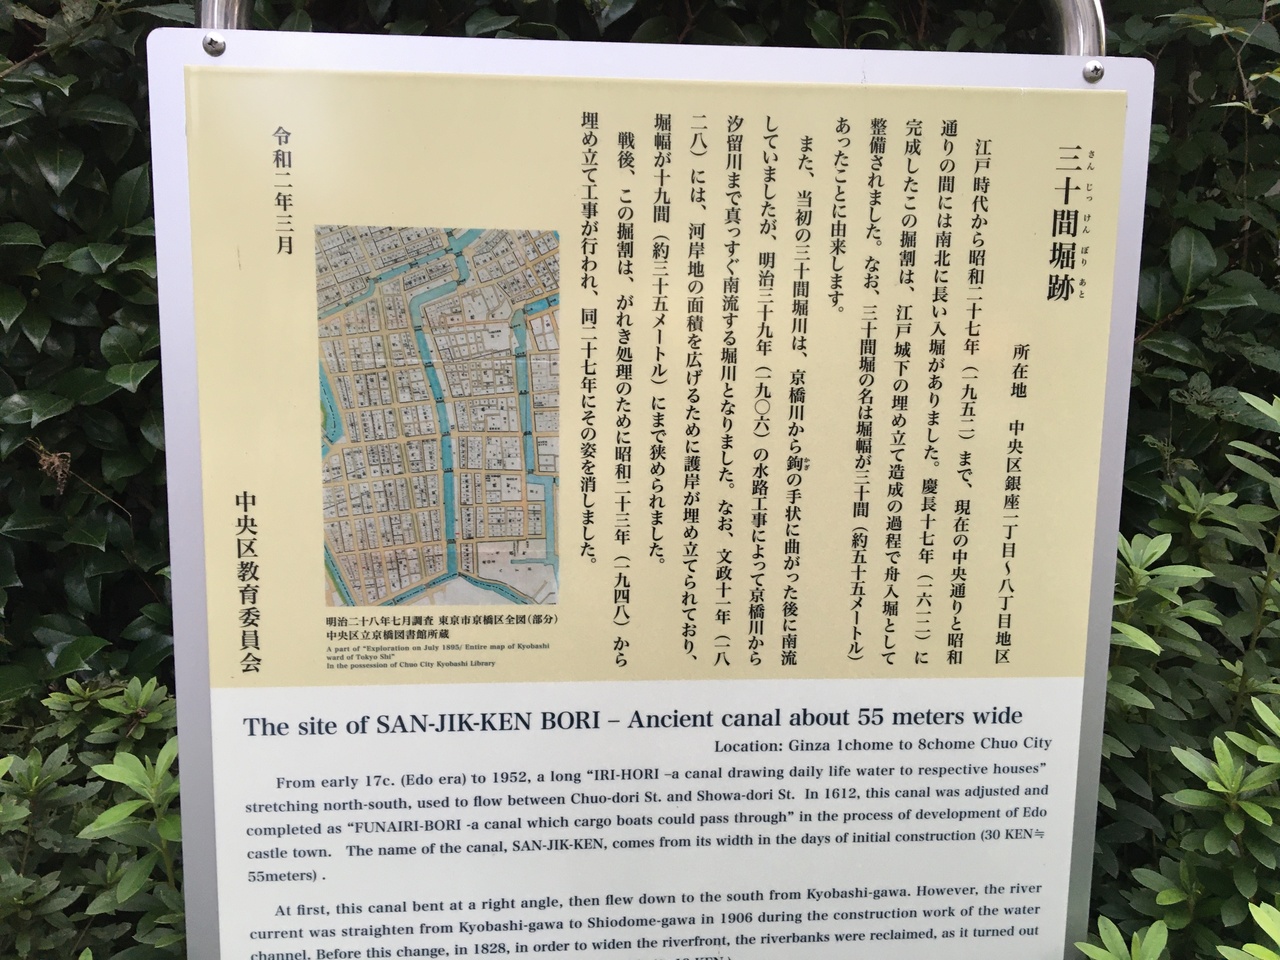 三十間堀跡
さんじっけんぼりあと
所在地　中央区銀座一丁目〜八丁目地区
江戸時代から昭和二十七年（一九五二）まで、現在の中央通りと昭和
通りの間には南北に長い入堀がありました。慶長十七年（一六一二）に
完成したこの堀割は、江戸城下の埋め立て造成の過程で舟入堀として
整備されました。なお、三十間堀の名は堀幅が三十間（約五十五メートル）
あったことに由来します。
また、当初の三十間堀川は、京橋川から鉤の手状に曲がった後に南流
かぎ
していましたが、明治三十九年（一九〇六）の水路工事によって京橋川から
汐留川まで真っすぐ南流する堀川となりました。なお、文政十一年（一八
二八）には、河岸地の面積を広げるために護岸が埋め立てられており、
堀幅が十九間（約三十五メートル）にまで狭められました。
戦後、この堀割は、がれき処理のために昭和二十三年（一九四八）から
埋め立て工事が行われ、同二十七年にその姿を消しました。
明治二十八年七月調査 東京市京橋区全図（部分）
中央区立京橋図書館所蔵
A part of "Exploration on July 1895/ Entire map of Kyobashi
ward of Tokyo Shi"
In the possession of Chuo City Kyobashi Library
令和二年三月
中央区教育委員会
The site of SAN-JIK-KEN BORI – Ancient canal about 55 meters wide
Location: Ginza 1chome to 8chome Chuo City
From early 17c. (Edo era) to 1952, a long "IRI-HORI –a canal drawing daily life water to respective houses"
stretching north-south, used to flow between Chuo-dori St. and Showa-dori St. In 1612, this canal was adjusted and
completed as "FUNAIRI-BORI -a canal which cargo boats could pass through" in the process of development of Edo
castle town. The name of the canal, SAN-JIK-KEN, comes from its width in the days of initial construction (30 KEN≒
55meters) .
At first, this canal bent at a right angle, then flew down to the south from Kyobashi-gawa. However, the river
current was straighten from Kyobashi-gawa to Shiodome-gawa in 1906 during the construction work of the water
channel. Before this change, in 1828, in order to widen the riverfront, the riverbanks were reclaimed, as it turned out